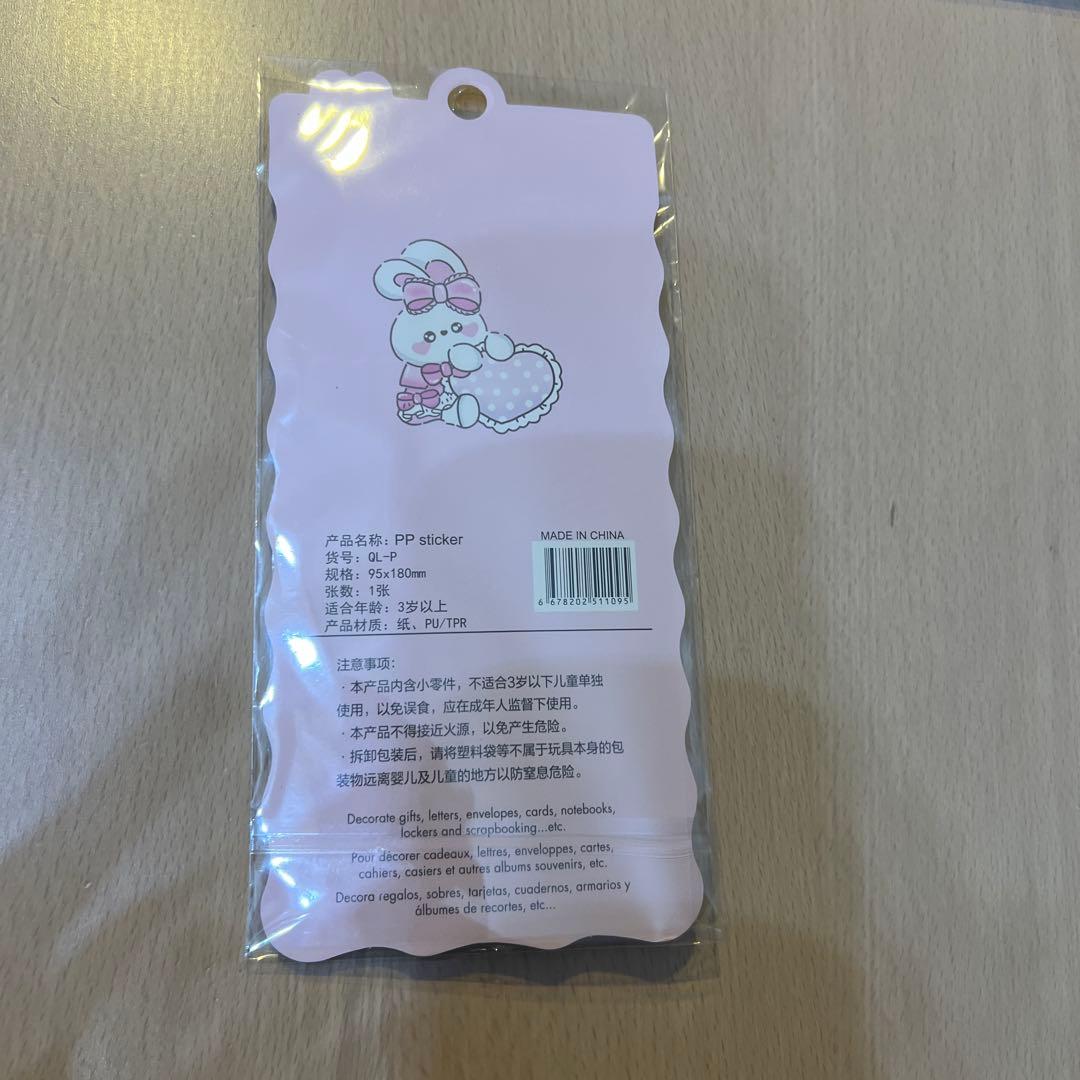 产品名称：PP sticker
货号：QL-P
规格：95x180mm
张数：1张
适合年龄：3岁以上
产品材质：纸、PU/TPR
MADE IN CHINA
6 678202 511095
注意事项：
·本产品内含小零件，不适合3岁以下儿童单独
使用，以免误食，应在成年人监督下使用。
·本产品不得接近火源，以免产生危险。
·拆卸包装后，请将塑料袋等不属于玩具本身的包
装物远离婴儿及儿童的地方以防窒息危险。
Decorate gifts, letters, envelopes, cards, notebooks,
lockers and scrapbooking...etc.
Pour décorer cadeaux, lettres, enveloppes, cartes,
cahiers, casiers et autres albums souvenirs, etc.
Decora regalos, sobres, tarjetas, cuadernos, armarios y
álbumes de recortes, etc...